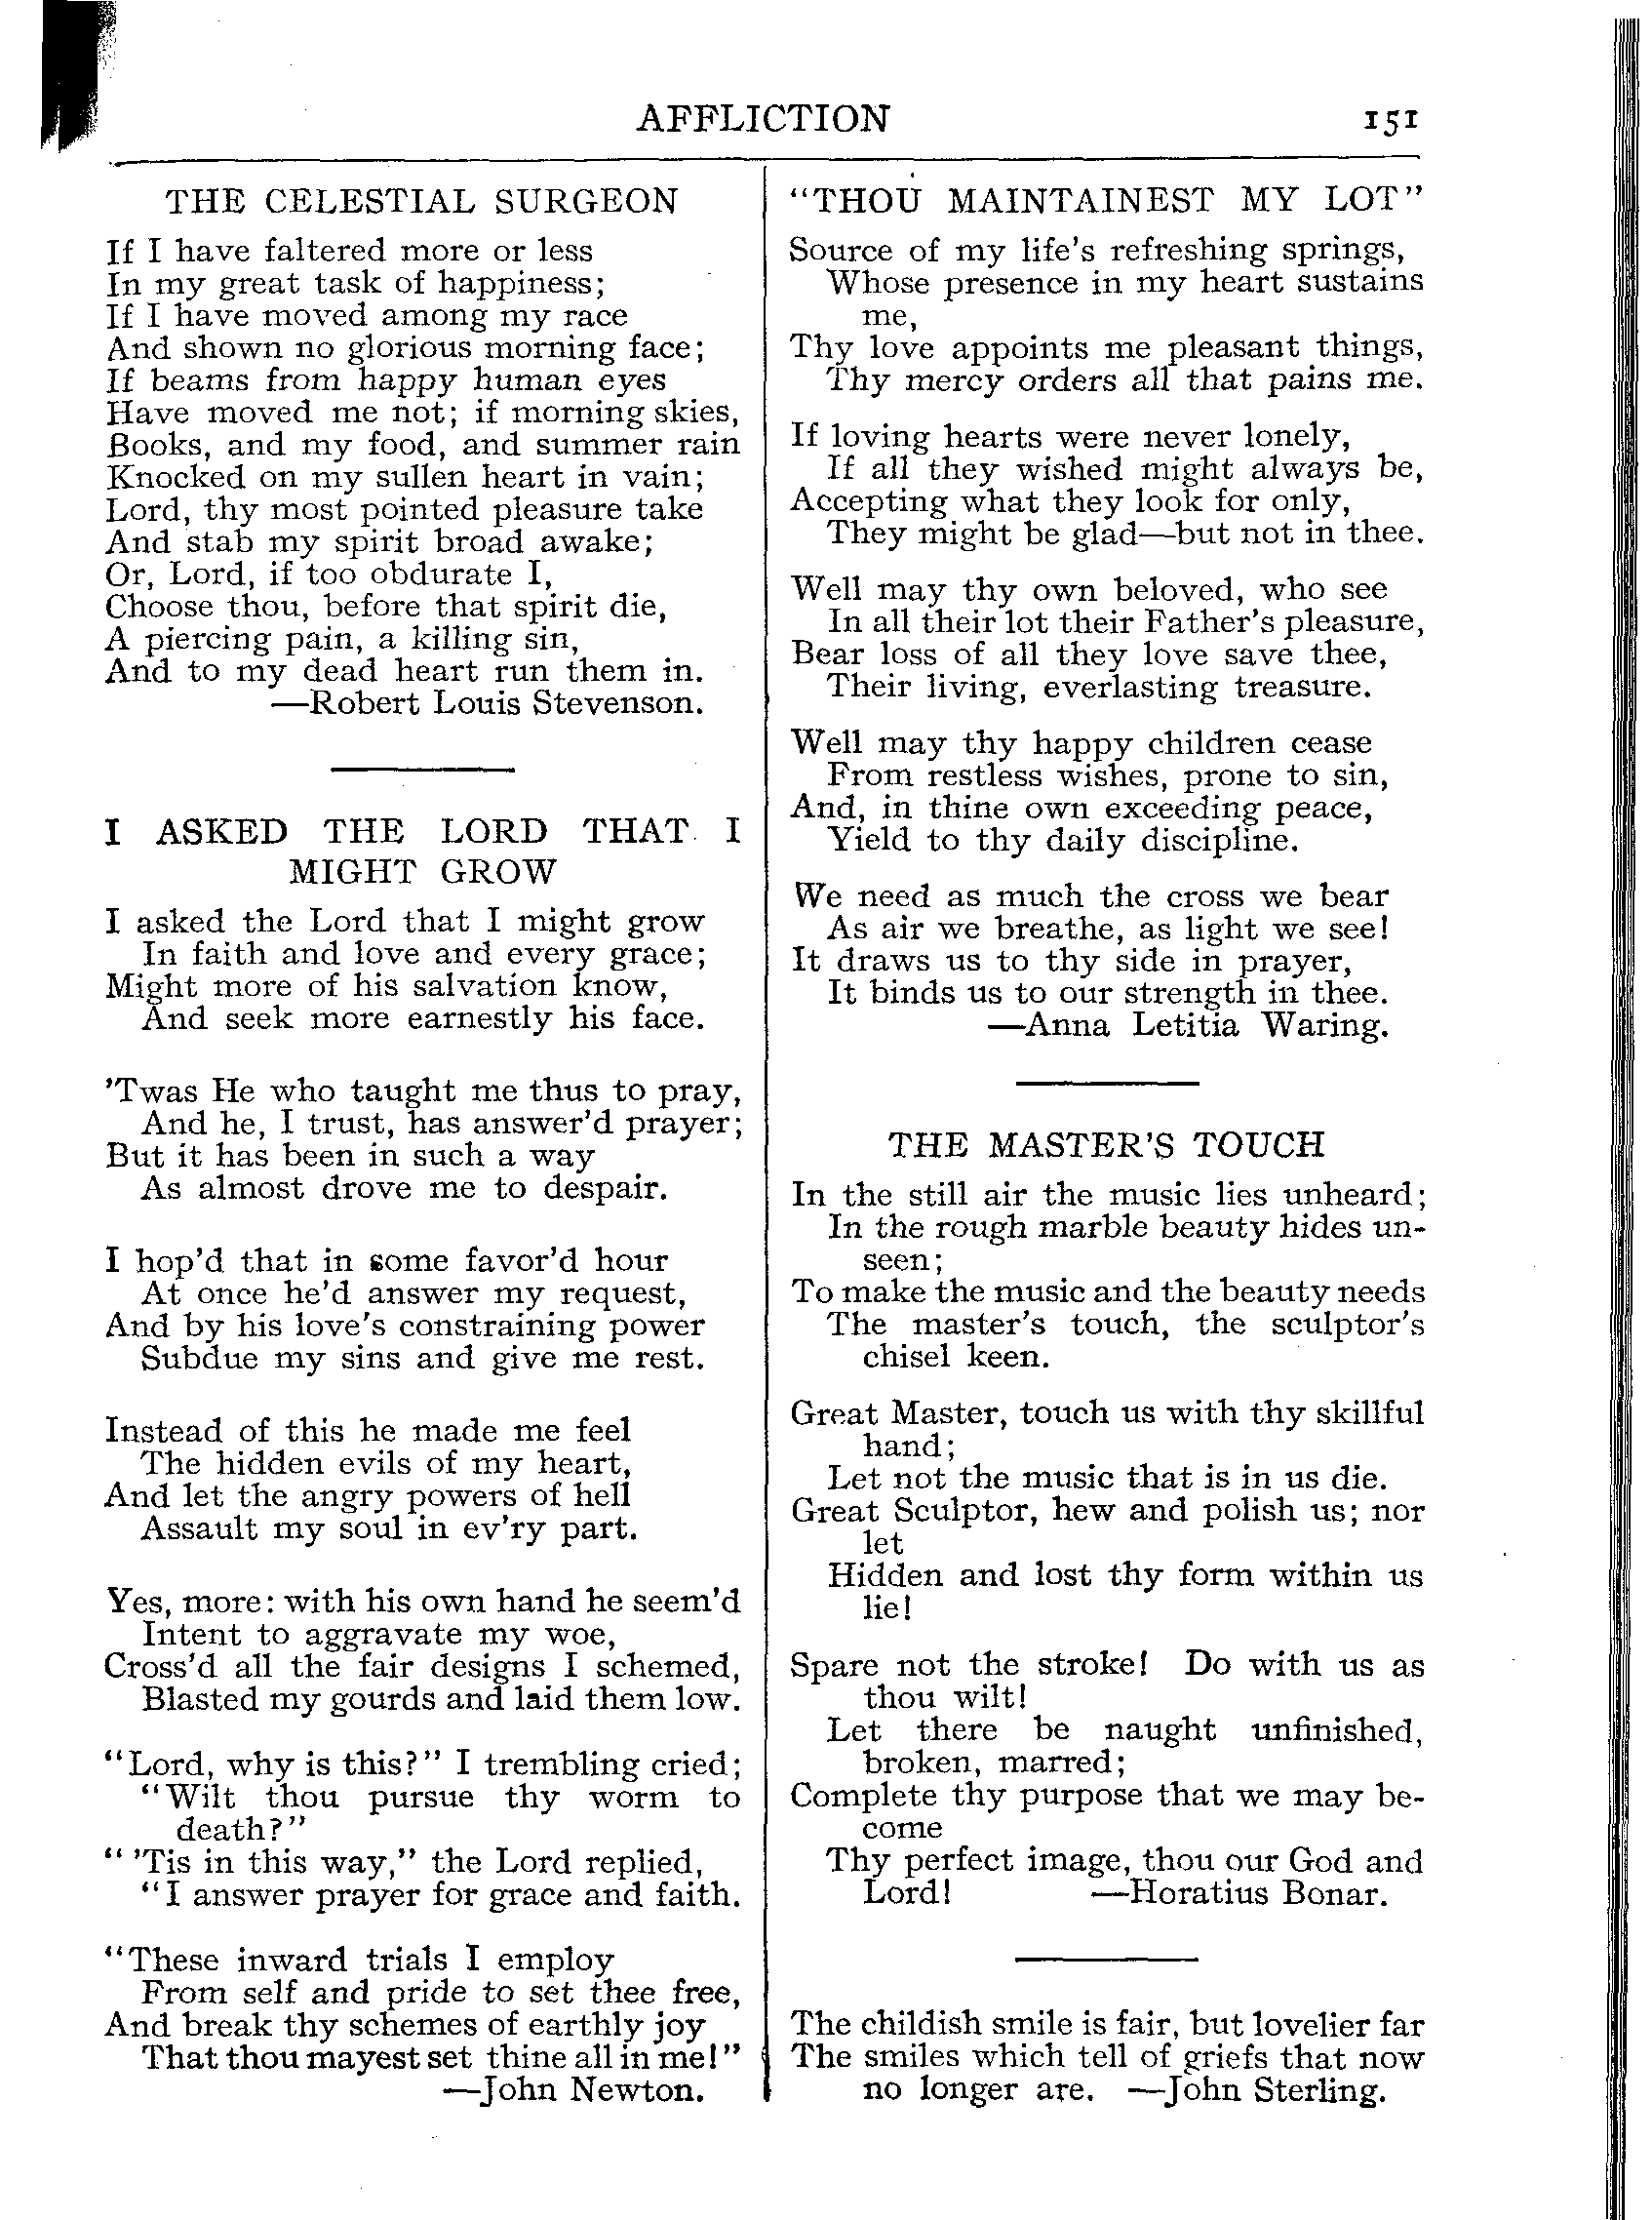 AFFLICTION 151
THE CELESTIAL SURGEON
If I have faltered more or less
In my great task of happiness;
If I have moved among my race
And shown no glorious morning face;
If beams from happy human eyes
Have moved me not; if morning skies,
Books, and my food, and summer rain
Knocked on my sullen heart in vain;
Lord, thy most pointed pleasure take
And stab my spirit broad awake;
Or, Lord, if too obdurate I,
Choose thou, before that spirit die,
A piercing pain, a killing sin,
And to my dead heart run them in.
—Robert Louis Stevenson.
I ASKED THE LORD THAT I
MIGHT GROW
I asked the Lord that I might grow
In faith and love and every grace;
Might more of his salvation know,
And seek more earnestly his face.
'Twas He who taught me thus to pray,
And he, I trust, has answer'd prayer;
But it has been in such a way
As almost drove me to despair.
I hop'd that in some favor'd hour
At once he'd answer my request,
And by his love's constraining power
Subdue my sins and give me rest.
Instead of this he made me feel
The hidden evils of my heart,
And let the angry powers of hell
Assault my soul in ev'ry part.
Yes, more: with his own hand he seem'd
Intent to aggravate my woe,
Cross'd all the fair designs I schemed,
Blasted my gourds and laid them low.
"Lord, why is this?" I trembling cried;
"Wilt thou pursue thy worm to
death?"
"'Tis in this way," the Lord replied,
"I answer prayer for grace and faith.
"These inward trials I employ
From self and pride to set thee free,
And break thy schemes of earthly joy
That thou mayest set thine all in me!"
—John Newton.
"THOU MAINTAINEST MY LOT"
Source of my life's refreshing springs,
Whose presence in my heart sustains
me,
Thy love appoints me pleasant things,
Thy mercy orders all that pains me.
If loving hearts were never lonely,
If all they wished might always be,
Accepting what they look for only,
They might be glad—but not in thee.
Well may thy own beloved, who see
In all their lot their Father's pleasure,
Bear loss of all they love save thee,
Their living, everlasting treasure.
Well may thy happy children cease
From restless wishes, prone to sin,
And, in thine own exceeding peace,
Yield to thy daily discipline.
We need as much the cross we bear
As air we breathe, as light we see!
It draws us to thy side in prayer,
It binds us to our strength in thee.
—Anna Letitia Waring.
THE MASTER'S TOUCH
In the still air the music lies unheard;
In the rough marble beauty hides un-
seen;
To make the music and the beauty needs
The master's touch, the sculptor's
chisel keen.
Great Master, touch us with thy skillful
hand;
Let not the music that is in us die.
Great Sculptor, hew and polish us; nor
let
Hidden and lost thy form within us
lie!
Spare not the stroke! Do with us as
thou wilt!
Let there be naught unfinished,
broken, marred;
Complete thy purpose that we may be-
come
Thy perfect image, thou our God and
Lord! —Horatius Bonar.
The childish smile is fair, but lovelier far
The smiles which tell of griefs that now
no longer are. —John Sterling.